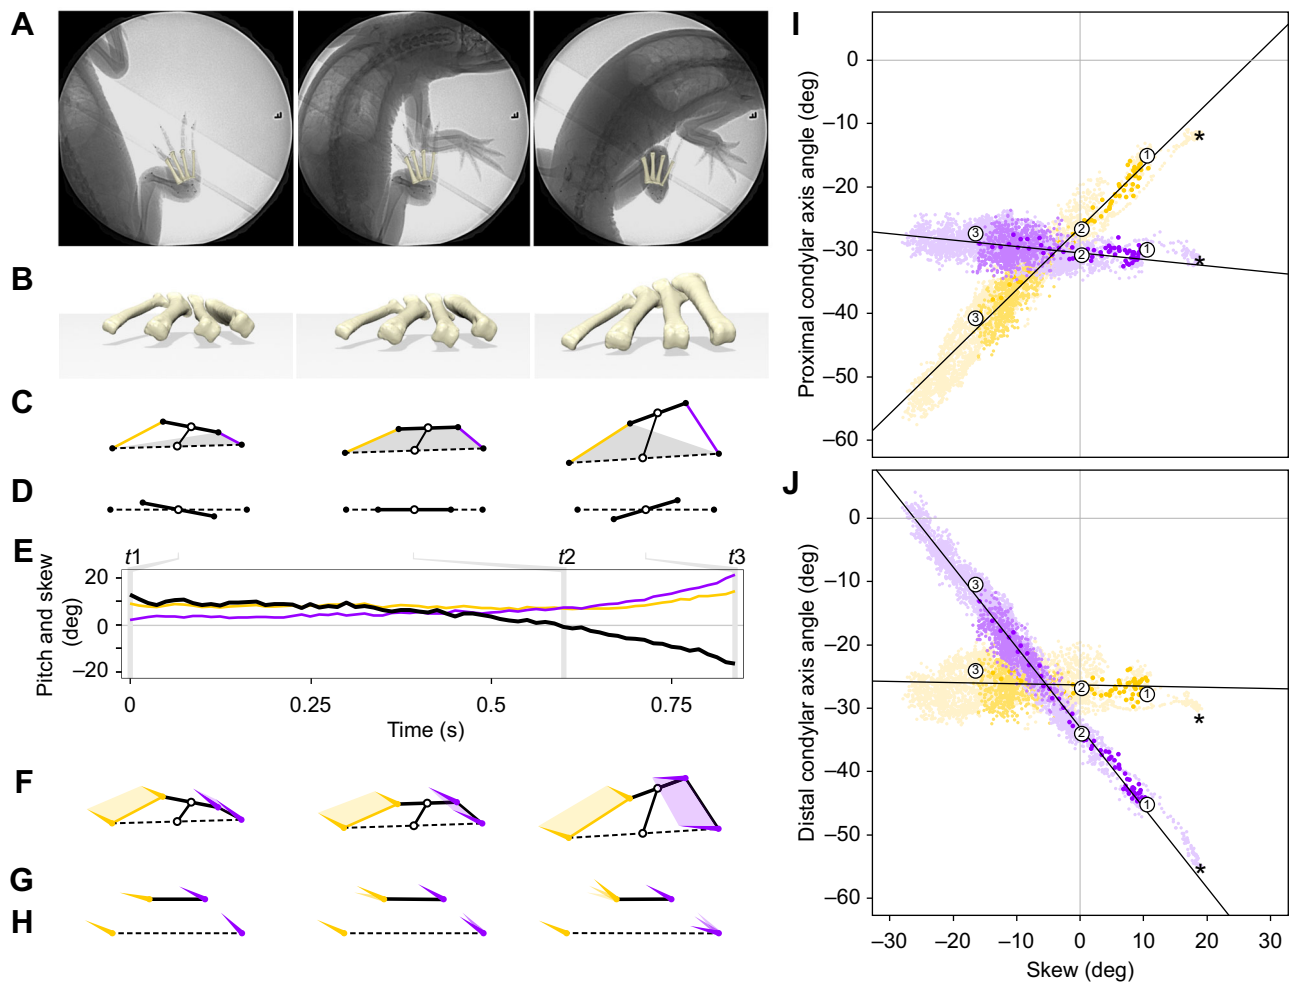 A
B
C
D
E
t1
t2
t3
Pitch and skew
(deg)
20
0
–20
0
0.25
0.5
0.75
Time (s)
F
G
H
I
Proximal condylar axis angle (deg)
0
–10
–20
–30
–40
–50
–60
1
2
3
2
1
3
*
*
J
Distal condylar axis angle (deg)
0
–10
–20
–30
–40
–50
–60
3
3
2
1
2
1
*
*
–30
–20
–10
0
10
20
30
Skew (deg)